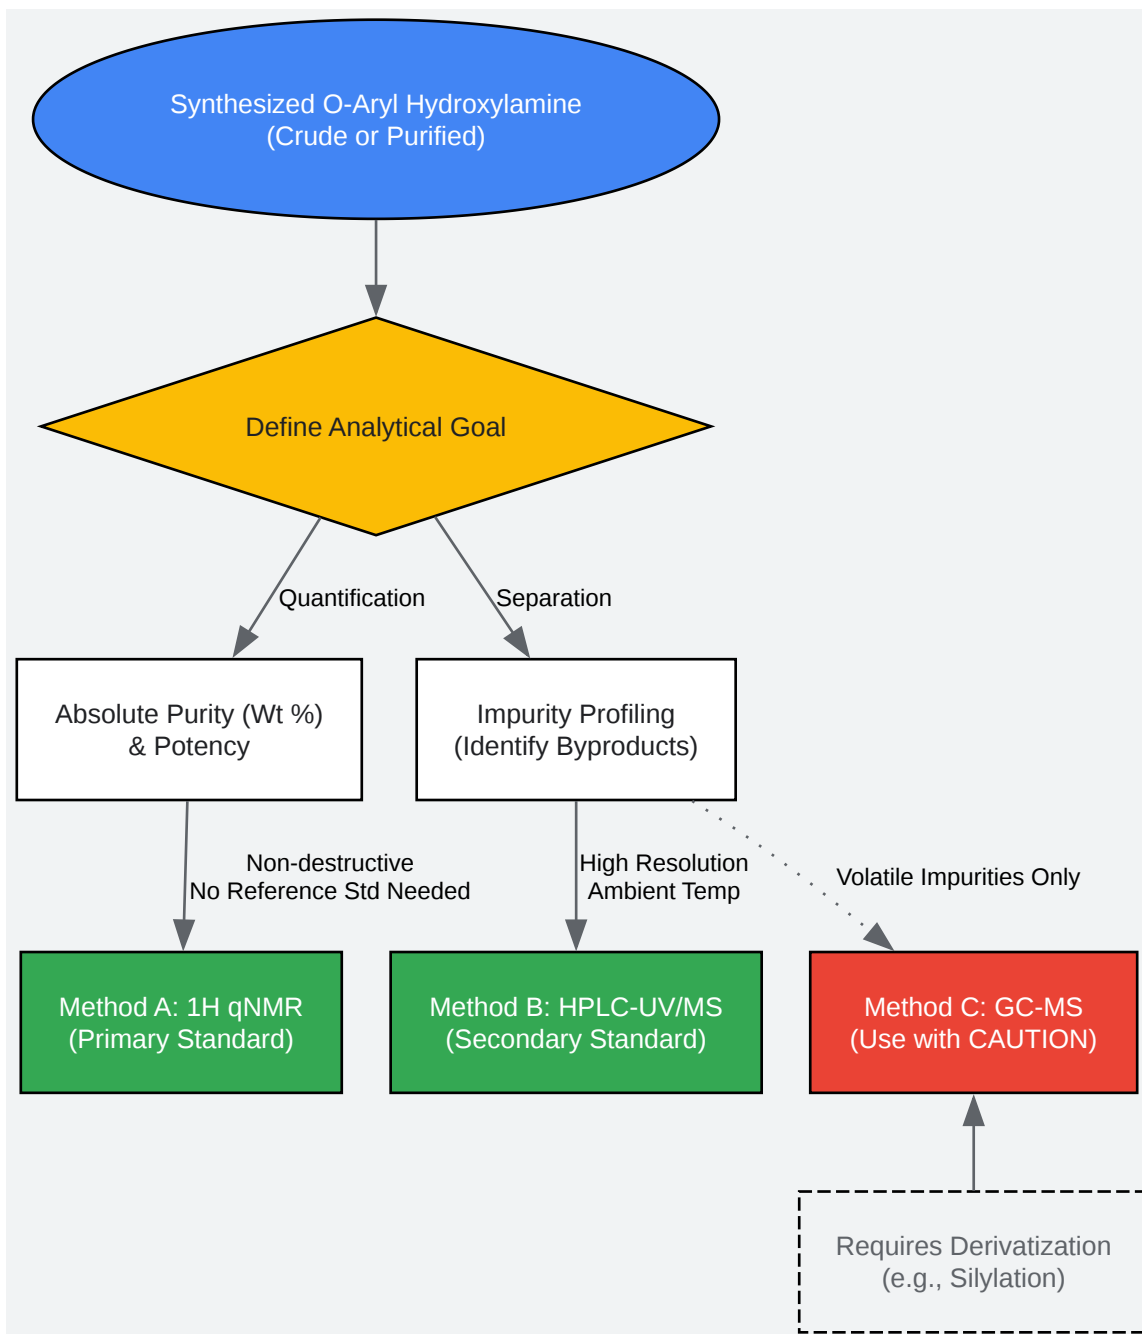 Synthesized O-Aryl Hydroxylamine
(Crude or Purified)
Define Analytical Goal
Quantification
Separation
Absolute Purity (Wt %)
& Potency
Impurity Profiling
(Identify Byproducts)
Non-destructive
No Reference Std Needed
High Resolution
Ambient Temp
Volatile Impurities Only
Method A: 1H qNMR
(Primary Standard)
Method B: HPLC-UV/MS
(Secondary Standard)
Method C: GC-MS
(Use with CAUTION)
Requires Derivatization
(e.g., Silylation)